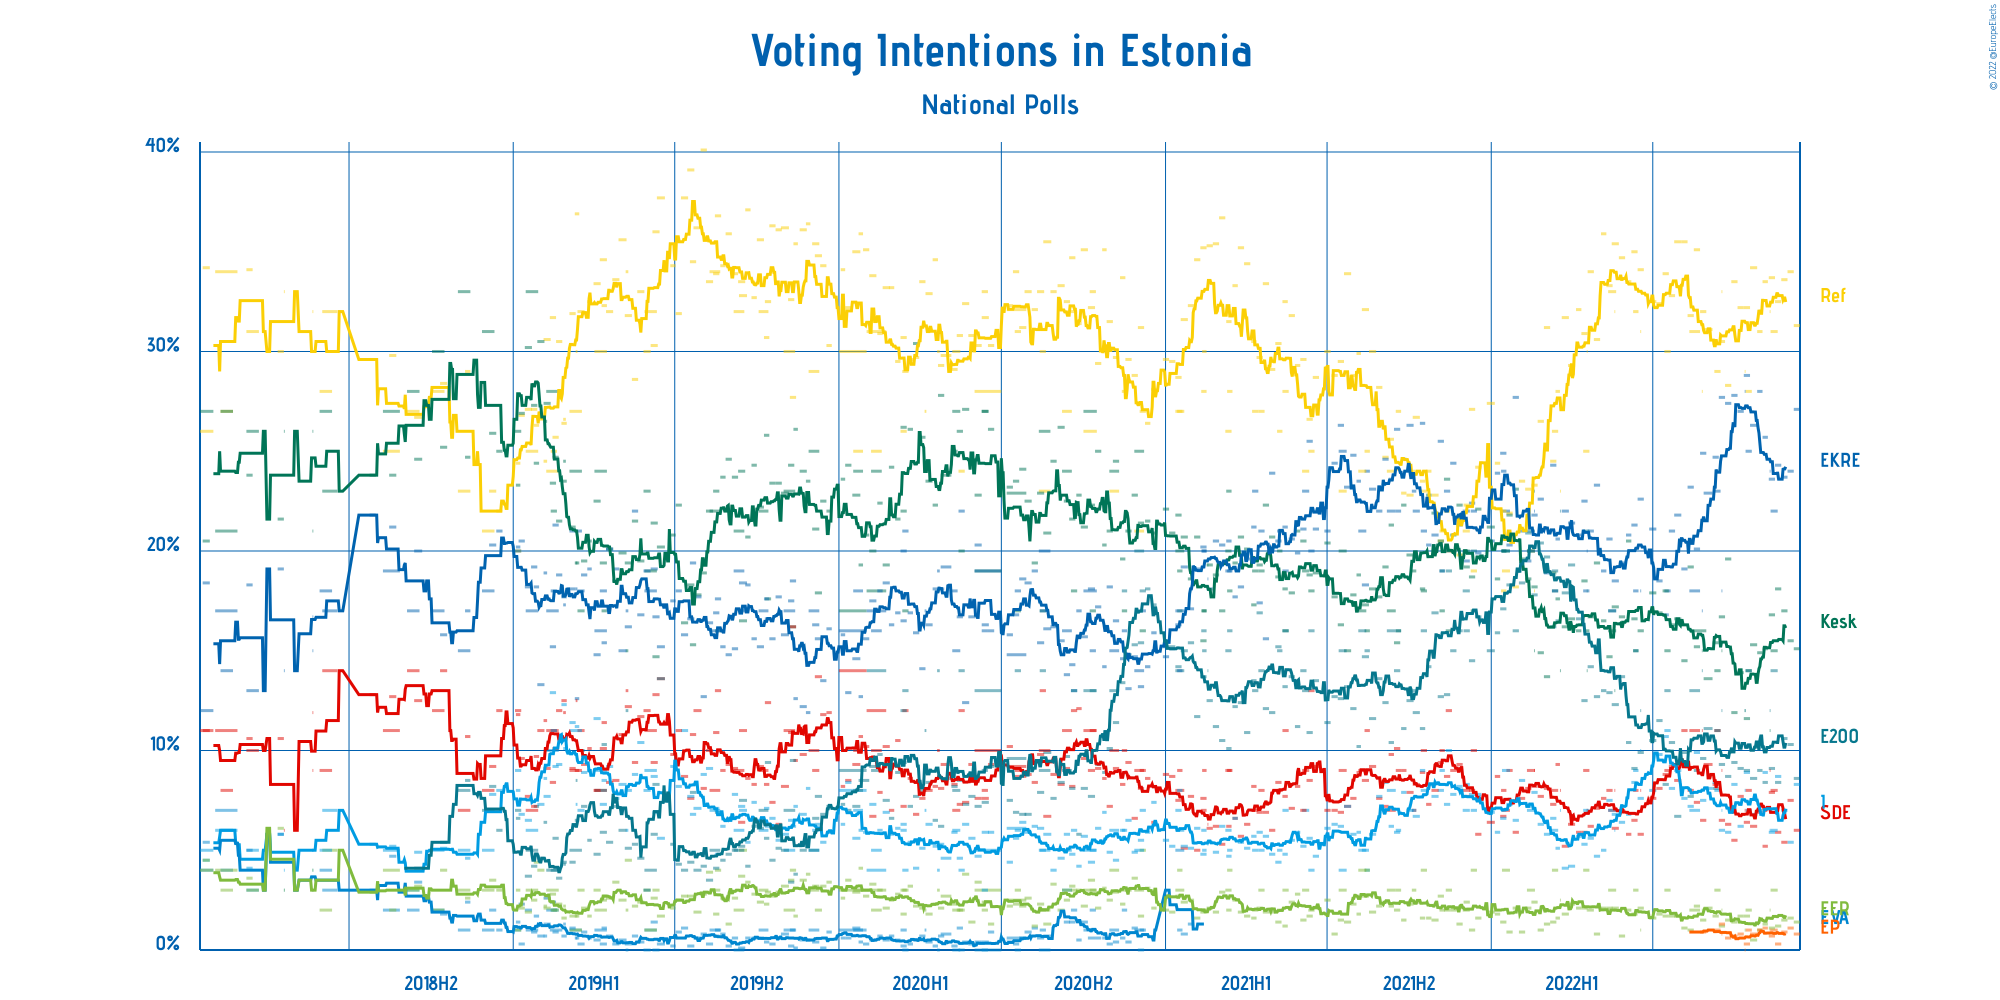 © 2022 @EuropeElects
Voting Intentions in Estonia
National Polls
40%
30%
20%
10%
0%
Ref
EKRE
Kesk
E200
I
SDE
EER
EVA
EP
2018H2
2019H1
2019H2
2020H1
2020H2
2021H1
2021H2
2022H1